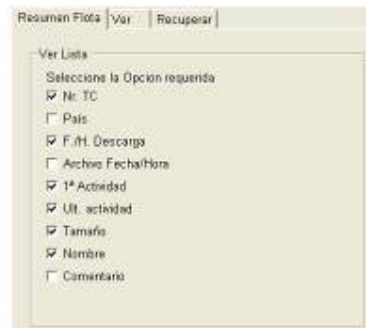 Resumen Flota Ver Recuperar
Ver Lista
Seleccione la Opcion requerida
Nr. TC
País
F./H. Descarga
Archivo Fecha/Hora
1ª Actividad
Ult. actividad
Tamaño
Nombre
Comentario